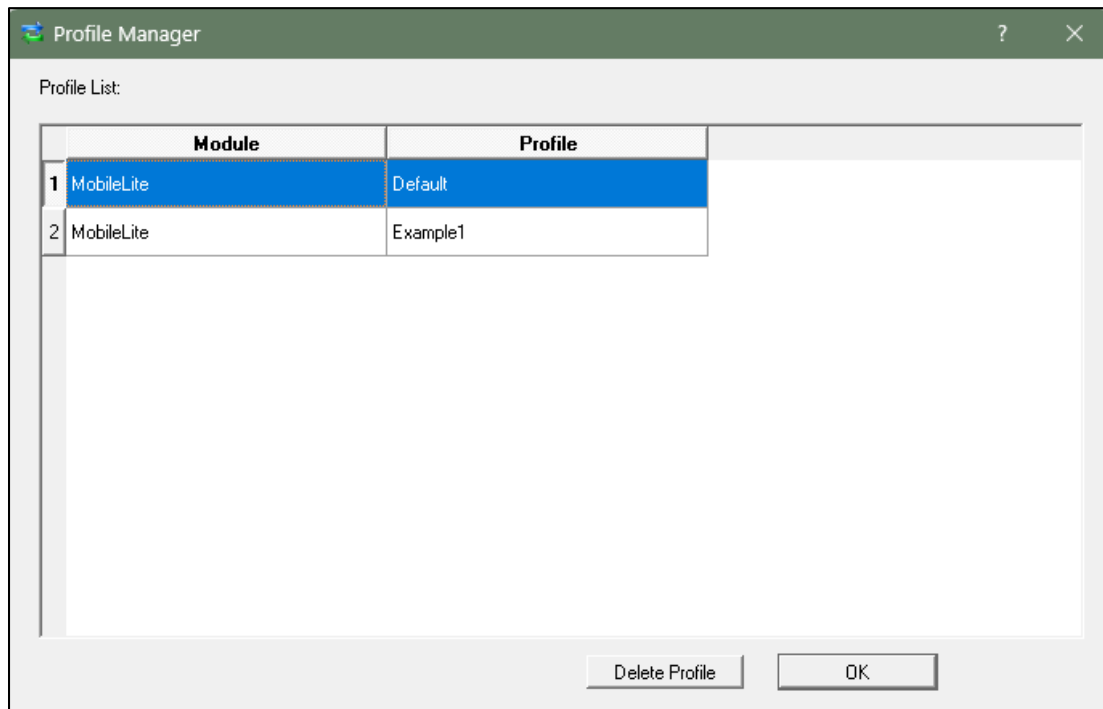 Profile Manager ? ×
Profile List:
Module Profile
1 MobileLite Default
2 MobileLite Example1
Delete Profile OK